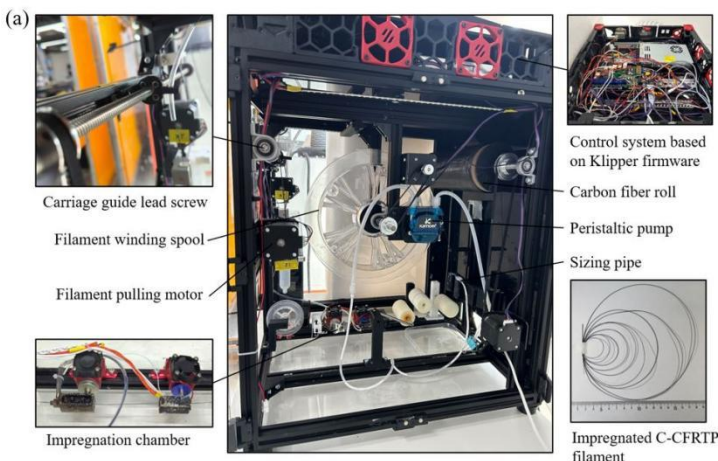 (a)
Carriage guide lead screw
Filament winding spool
Filament pulling motor
Impregnation chamber
Control system based
on Klipper firmware
Carbon fiber roll
Peristaltic pump
Sizing pipe
Impregnated C-CFRTP
filament